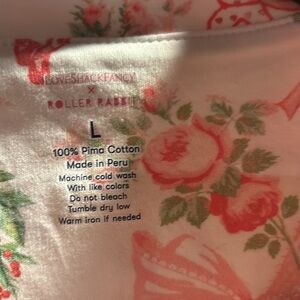 LOVESHACKFANCY
X
ROLLER RABBIT
L
100% Pima Cotton
Made in Peru
Machine cold wash
With like colors
Do not bleach
Tumble dry low
Warm iron if needed